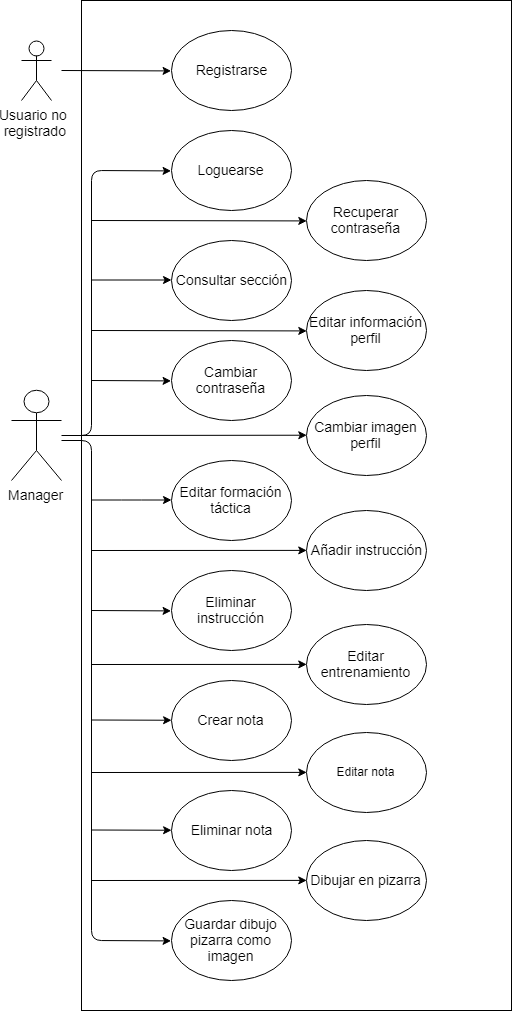 Registrarse
Usuario no
registrado
Loguearse
Recuperar
contraseña
Consultar sección
Editar información
perfil
Cambiar
contraseña
Cambiar imagen
perfil
Manager
Editar formación
táctica
Añadir instrucción
Eliminar
instrucción
Editar
entrenamiento
Crear nota
Editar nota
Eliminar nota
Dibujar en pizarra
Guardar dibujo
pizarra como
imagen